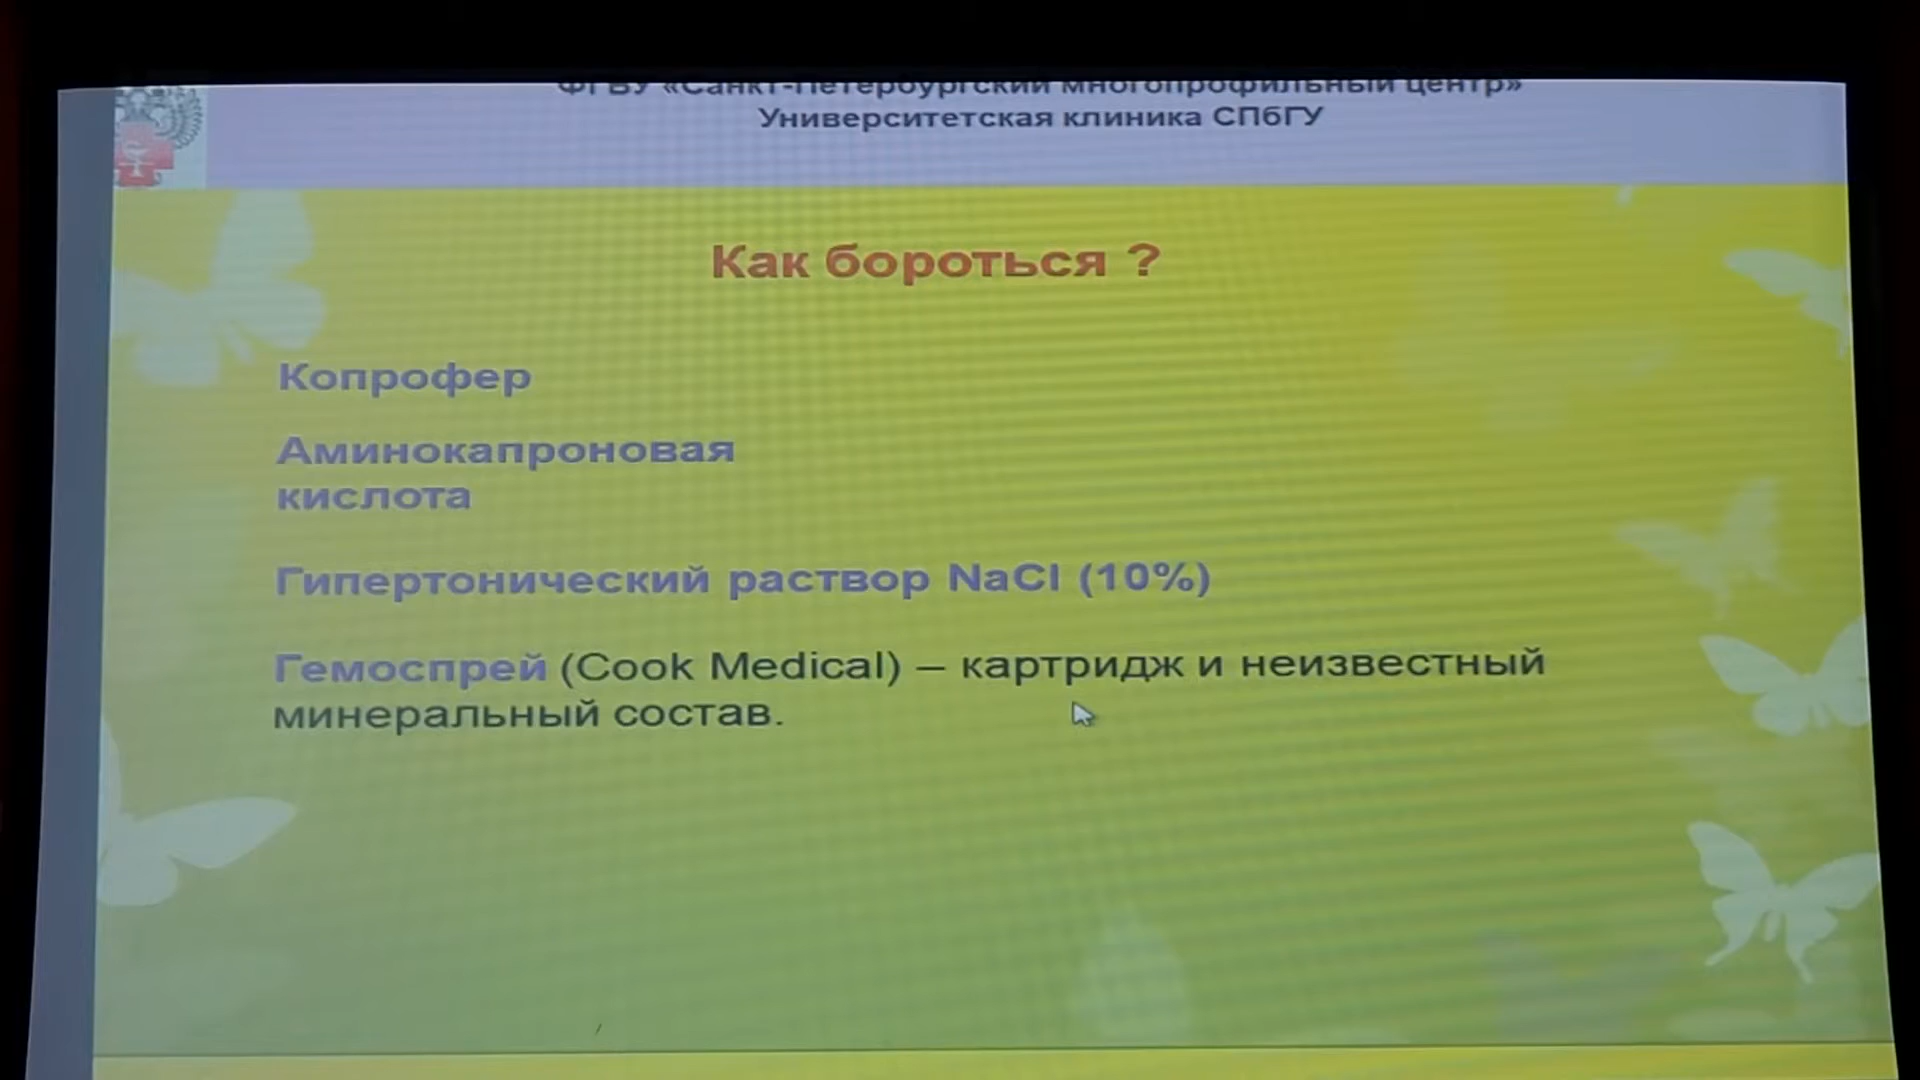 ФГБУ «Санкт-Петербургский многопрофильный центр»
Университетская клиника СПбГУ
Как бороться ?
Копрофер
Аминокапроновая
кислота
Гипертонический раствор NaCl (10%)
Гемоспрей (Cook Medical) – картридж и неизвестный
минеральный состав.